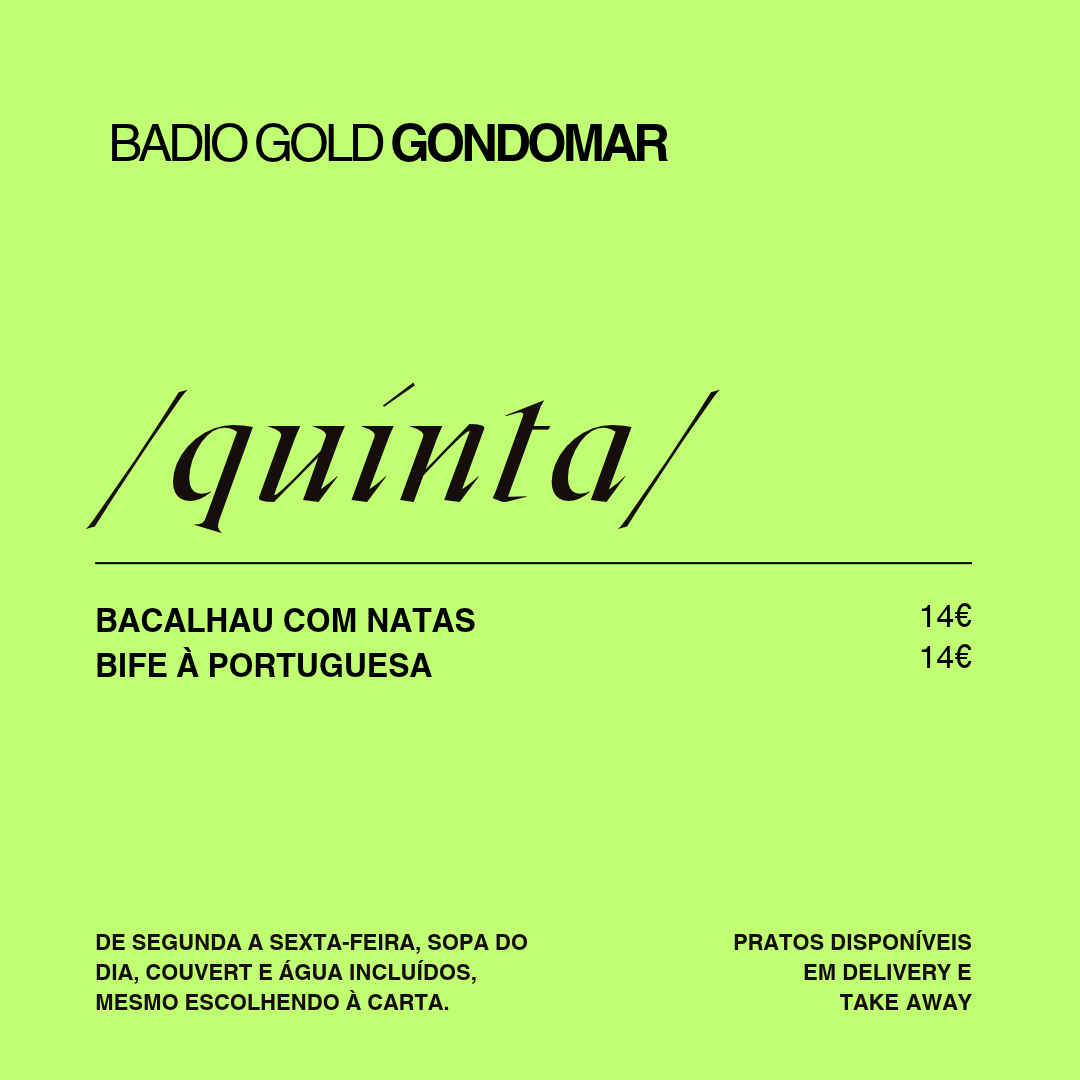 BADIO GOLD GONDOMAR
/quinta/
BACALHAU COM NATAS 14€
BIFE À PORTUGUESA 14€
DE SEGUNDA A SEXTA-FEIRA, SOPA DO
DIA, COUVERT E ÁGUA INCLUÍDOS,
MESMO ESCOLHENDO À CARTA.
PRATOS DISPONÍVEIS
EM DELIVERY E
TAKE AWAY